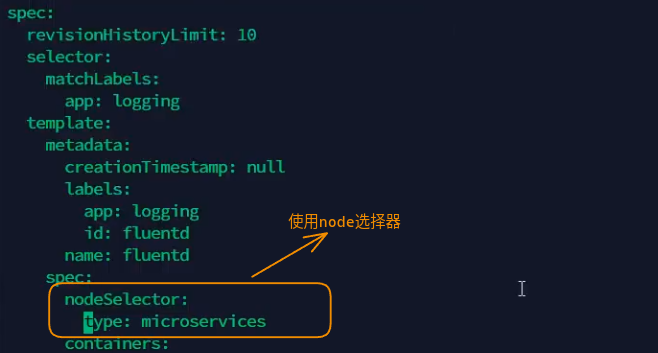 spec:
  revisionHistoryLimit: 10
  selector:
    matchLabels:
      app: logging
  template:
    metadata:
      creationTimestamp: null
      labels:
        app: logging
        id: fluentd
      name: fluentd
使用node选择器
    spec:
      nodeSelector:
        type: microservices
      containers: